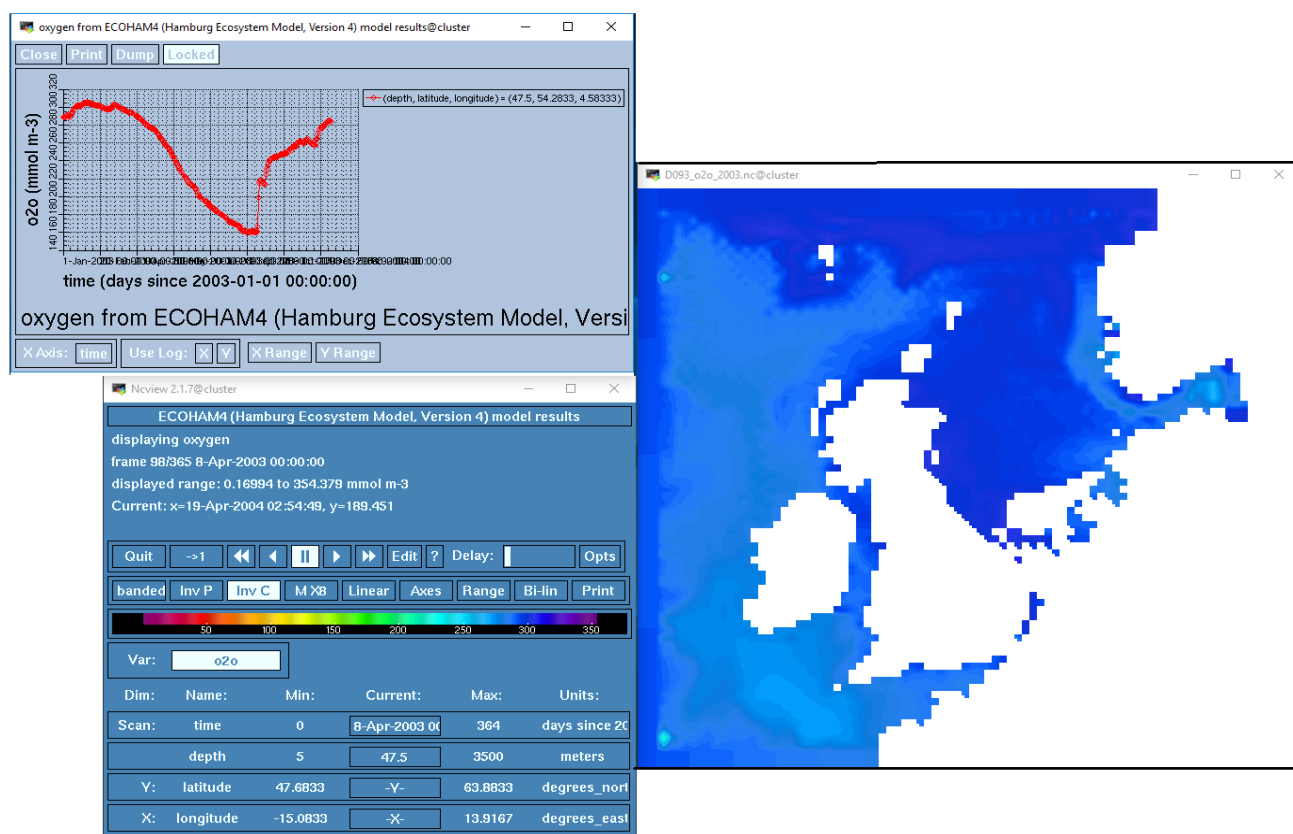 oxygen from ECOHAM4 (Hamburg Ecosystem Model, Version 4) model results@cluster
Close Print Dump Locked
320
300
280
260
240
220
200
180
160
140
o2o (mmol m-3)
(depth, latitude, longitude) = (47.5, 54.2833, 4.58333)
1-Jan-2003
00:00:00
time (days since 2003-01-01 00:00:00)
oxygen from ECOHAM4 (Hamburg Ecosystem Model, Versi
X Axis: time Use Log: X Y X Range Y Range
D093_o2o_2003.nc@cluster
Ncview 2.1.7@cluster
ECOHAM4 (Hamburg Ecosystem Model, Version 4) model results
displaying oxygen
frame 98/365 8-Apr-2003 00:00:00
displayed range: 0.16994 to 354.379 mmol m-3
Current: x=19-Apr-2004 02:54:49, y=189.451
Quit ->1 Edit ? Delay: Opts
banded Inv P Inv C M X8 Linear Axes Range Bi-lin Print
50 100 150 200 250 300 350
Var: o2o
Dim: Name: Min: Current: Max: Units:
Scan: time 0 8-Apr-2003 00 364 days since 20
depth 5 47.5 3500 meters
Y: latitude 47.6833 -Y- 63.8833 degrees_nort
X: longitude -15.0833 -X- 13.9167 degrees_east